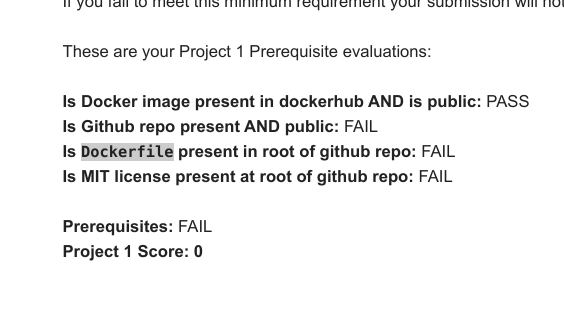 If you fail to meet this minimum requirement your submission will not
These are your Project 1 Prerequisite evaluations:
Is Docker image present in dockerhub AND is public: PASS
Is Github repo present AND public: FAIL
Is Dockerfile present in root of github repo: FAIL
Is MIT license present at root of github repo: FAIL
Prerequisites: FAIL
Project 1 Score: 0